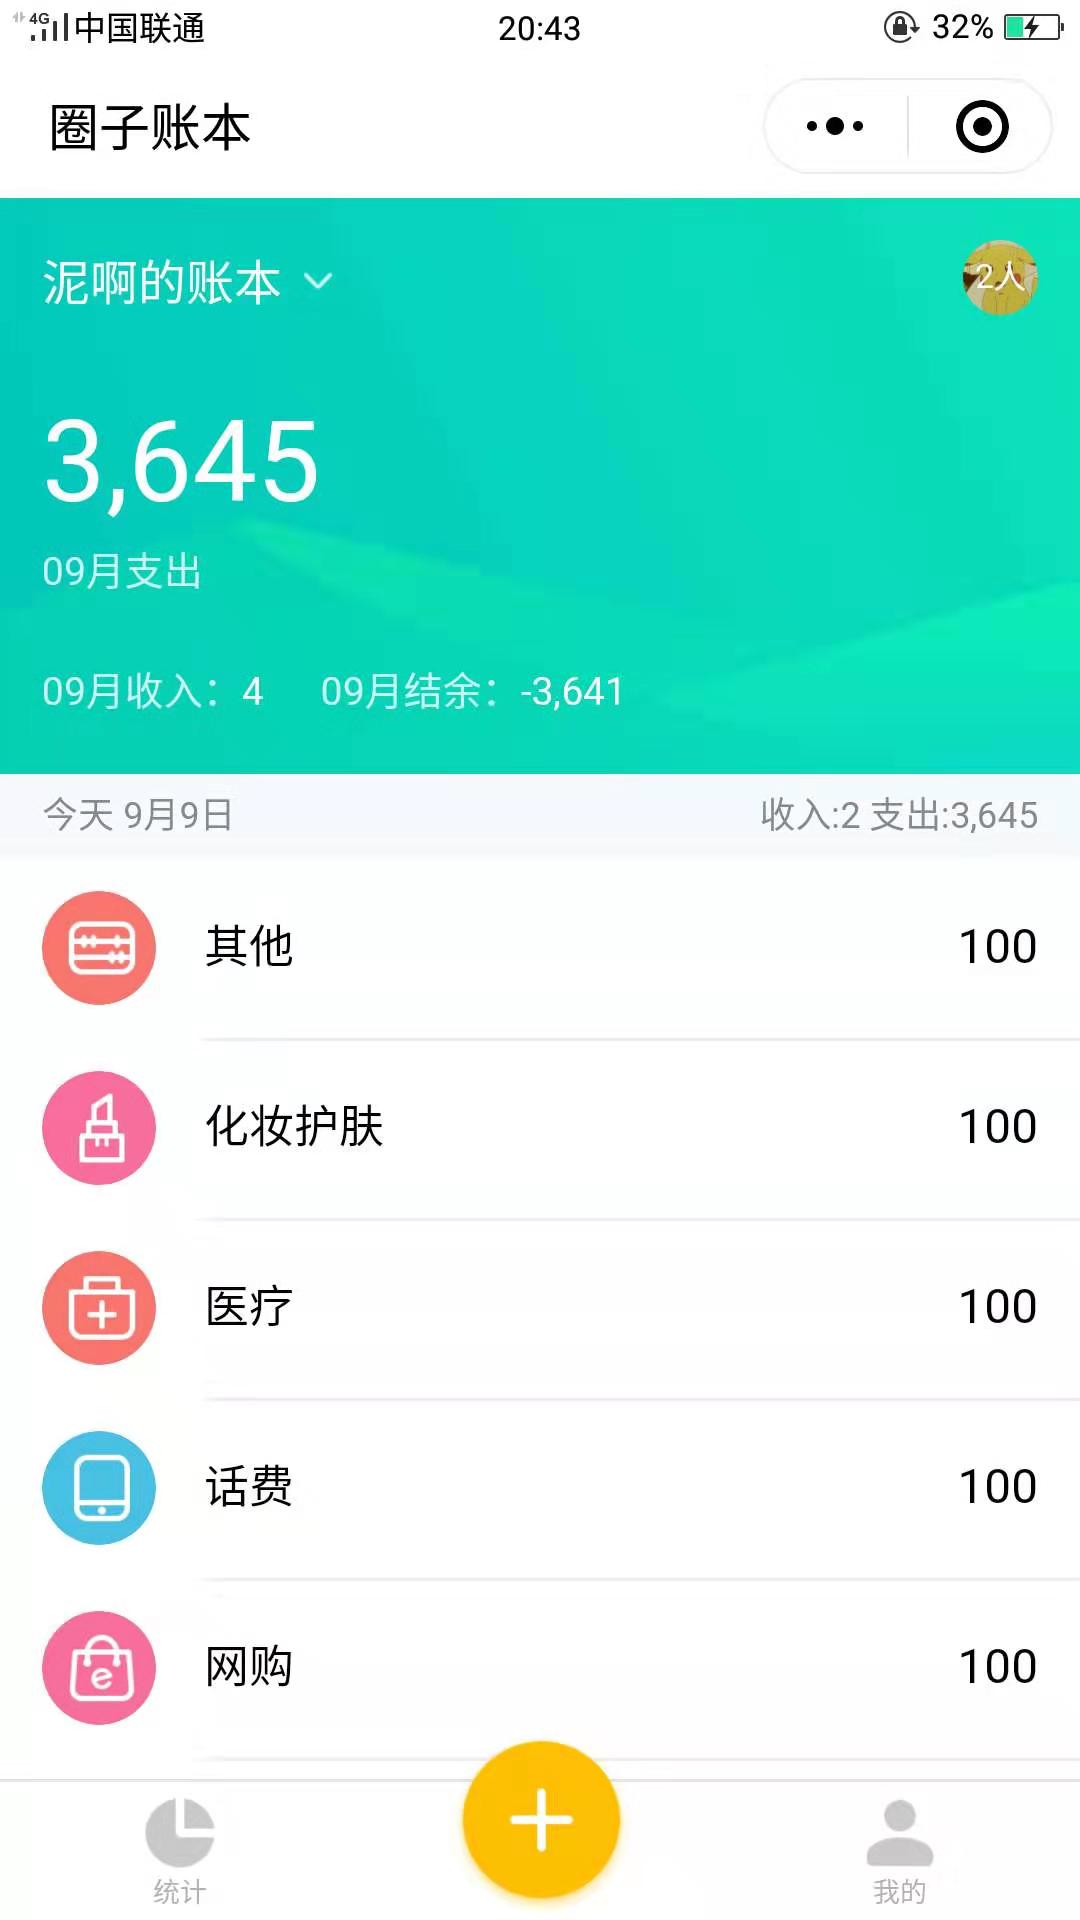 4G 中国联通 20:43 32%
圈子账本
泥啊的账本 2人
3,645
09月支出
09月收入：4 09月结余：-3,641
今天 9月9日 收入:2 支出:3,645
其他 100
化妆护肤 100
医疗 100
话费 100
网购 100
统计 我的